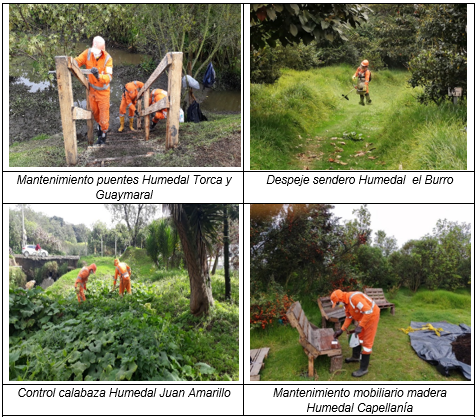 Mantenimiento puentes Humedal Torca y
Guaymaral
Despeje sendero Humedal el Burro
Control calabaza Humedal Juan Amarillo
Mantenimiento mobiliario madera
Humedal Capellanía